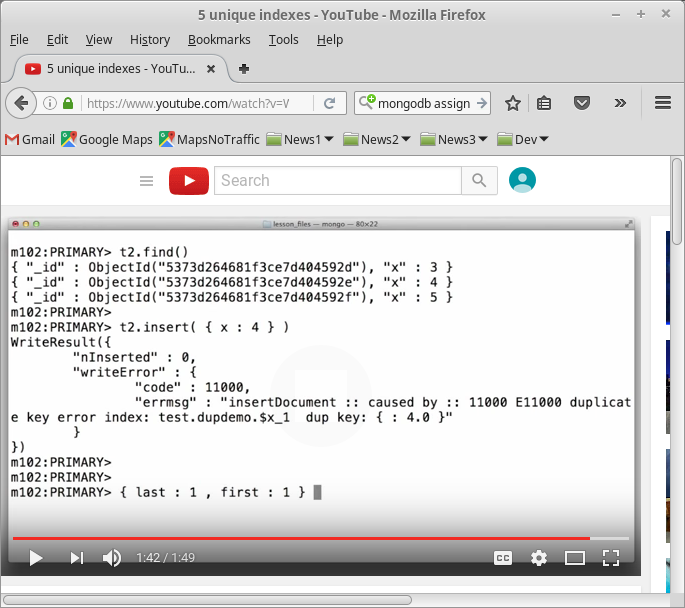 5 unique indexes - YouTube - Mozilla Firefox
File Edit View History Bookmarks Tools Help
5 unique indexes - YouTu...
https://www.youtube.com/watch?v=W
mongodb assign
Gmail Google Maps MapsNoTraffic News1 News2 News3 Dev
Search
lesson_files — mongo — 80×22
m102:PRIMARY> t2.find()
{ "_id" : ObjectId("5373d264681f3ce7d404592d"), "x" : 3 }
{ "_id" : ObjectId("5373d264681f3ce7d404592e"), "x" : 4 }
{ "_id" : ObjectId("5373d264681f3ce7d404592f"), "x" : 5 }
m102:PRIMARY>
m102:PRIMARY> t2.insert( { x : 4 } )
WriteResult({
"nInserted" : 0,
"writeError" : {
"code" : 11000,
"errmsg" : "insertDocument :: caused by :: 11000 E11000 duplicat
e key error index: test.dupdemo.$x_1  dup key: { : 4.0 }"
}
})
m102:PRIMARY>
m102:PRIMARY>
m102:PRIMARY> { last : 1 , first : 1 }
1:42 / 1:49
CC